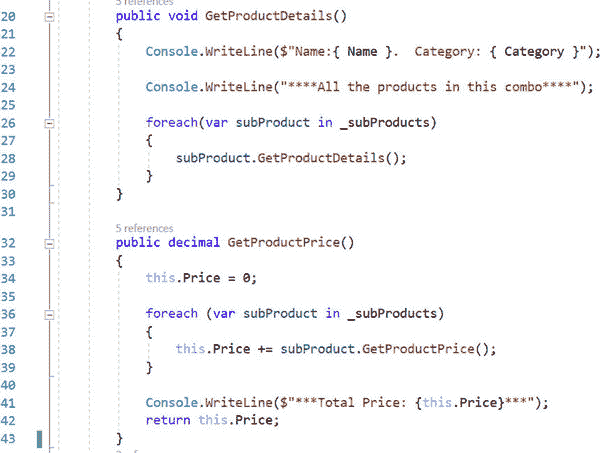 5 references
20 public void GetProductDetails()
21 {
22 Console.WriteLine($"Name:{ Name }.  Category: { Category }");
23
24 Console.WriteLine("****All the products in this combo****");
25
26 foreach(var subProduct in _subProducts)
27 {
28 subProduct.GetProductDetails();
29 }
30 }
31
5 references
32 public decimal GetProductPrice()
33 {
34 this.Price = 0;
35
36 foreach (var subProduct in _subProducts)
37 {
38 this.Price += subProduct.GetProductPrice();
39 }
40
41 Console.WriteLine($"***Total Price: {this.Price}***");
42 return this.Price;
43 }